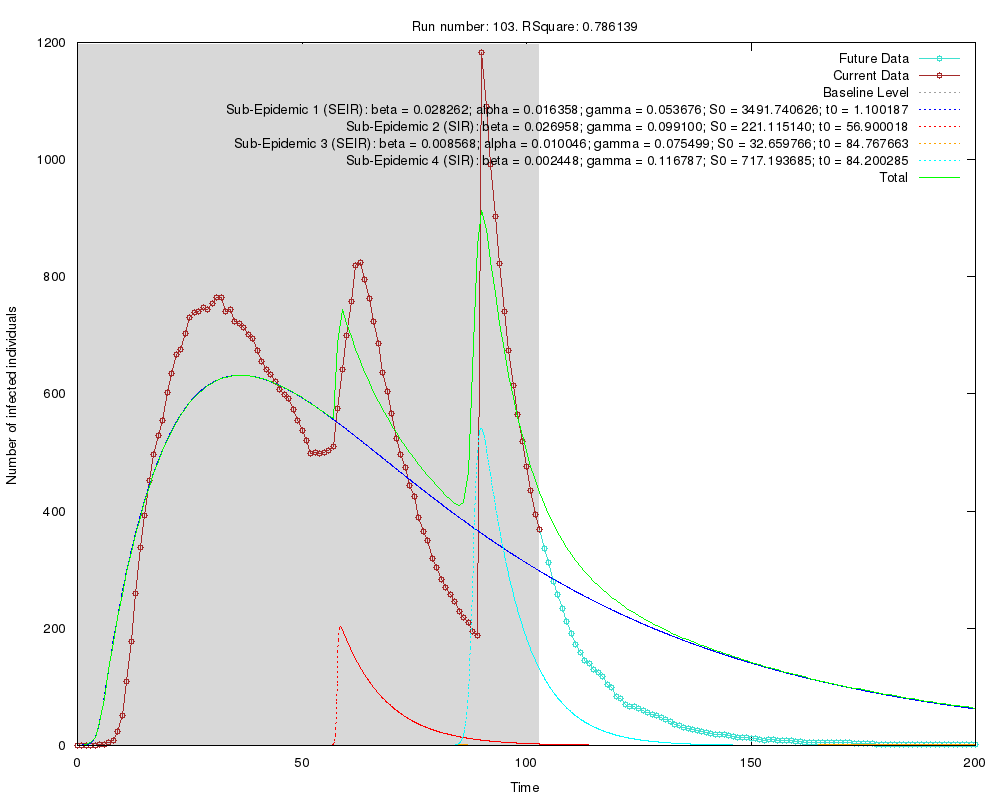 Run number: 103. RSquare: 0.786139
Future Data
Current Data
Baseline Level
Sub-Epidemic 1 (SEIR): beta = 0.028262; alpha = 0.016358; gamma = 0.053676; S0 = 3491.740626; t0 = 1.100187
Sub-Epidemic 2 (SIR): beta = 0.026958; gamma = 0.099100; S0 = 221.115140; t0 = 56.900018
Sub-Epidemic 3 (SEIR): beta = 0.008568; alpha = 0.010046; gamma = 0.075499; S0 = 32.659766; t0 = 84.767663
Sub-Epidemic 4 (SIR): beta = 0.002448; gamma = 0.116787; S0 = 717.193685; t0 = 84.200285
Total
1200
1000
800
600
400
200
0
Number of infected individuals
0
50
100
150
200
Time